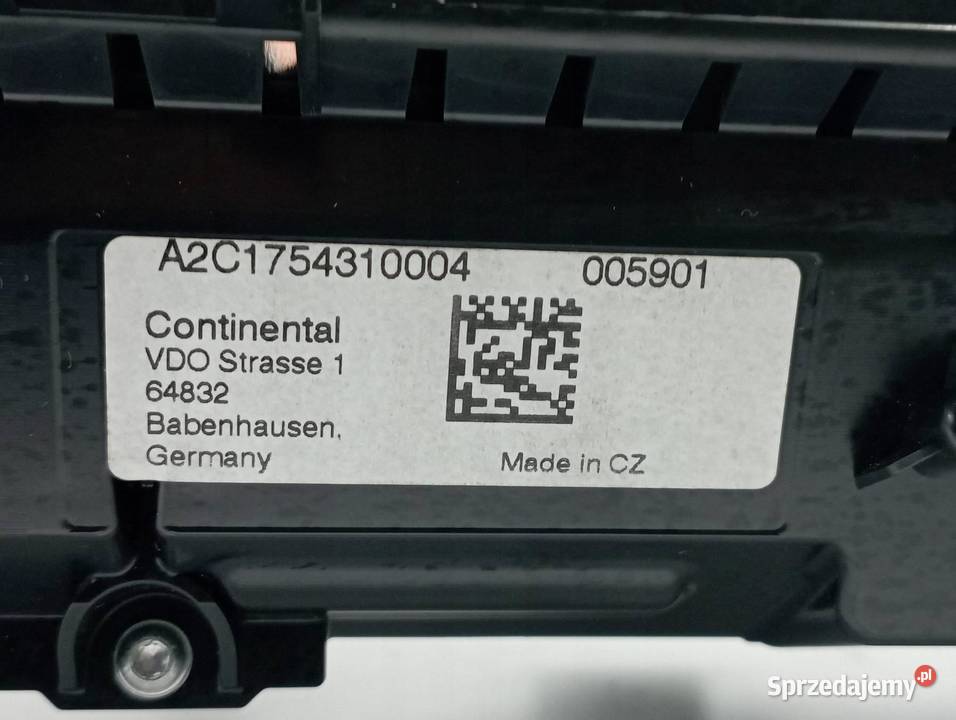 A2C1754310004 005901
Continental
VDO Strasse 1
64832
Babenhausen,
Germany
Made in CZ
Sprzedajemy.pl